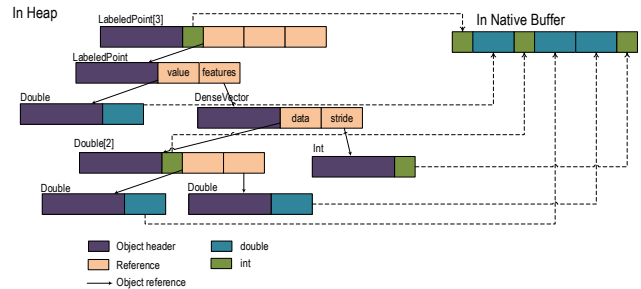 In Heap
LabeledPoint[3]
In Native Buffer
LabeledPoint
value features
Double
DenseVector
data stride
Double[2]
Int
Double
Double
Object header
double
Reference
int
Object reference